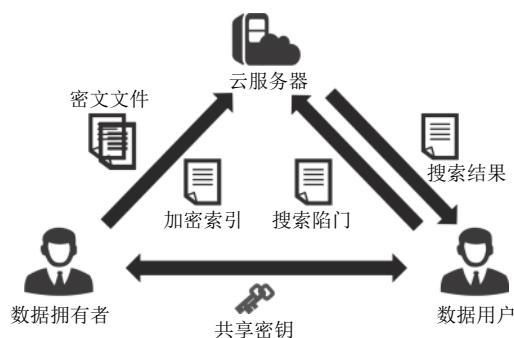 云服务器
密文文件
搜索结果
加密索引
搜索陷门
数据拥有者
数据用户
共享密钥